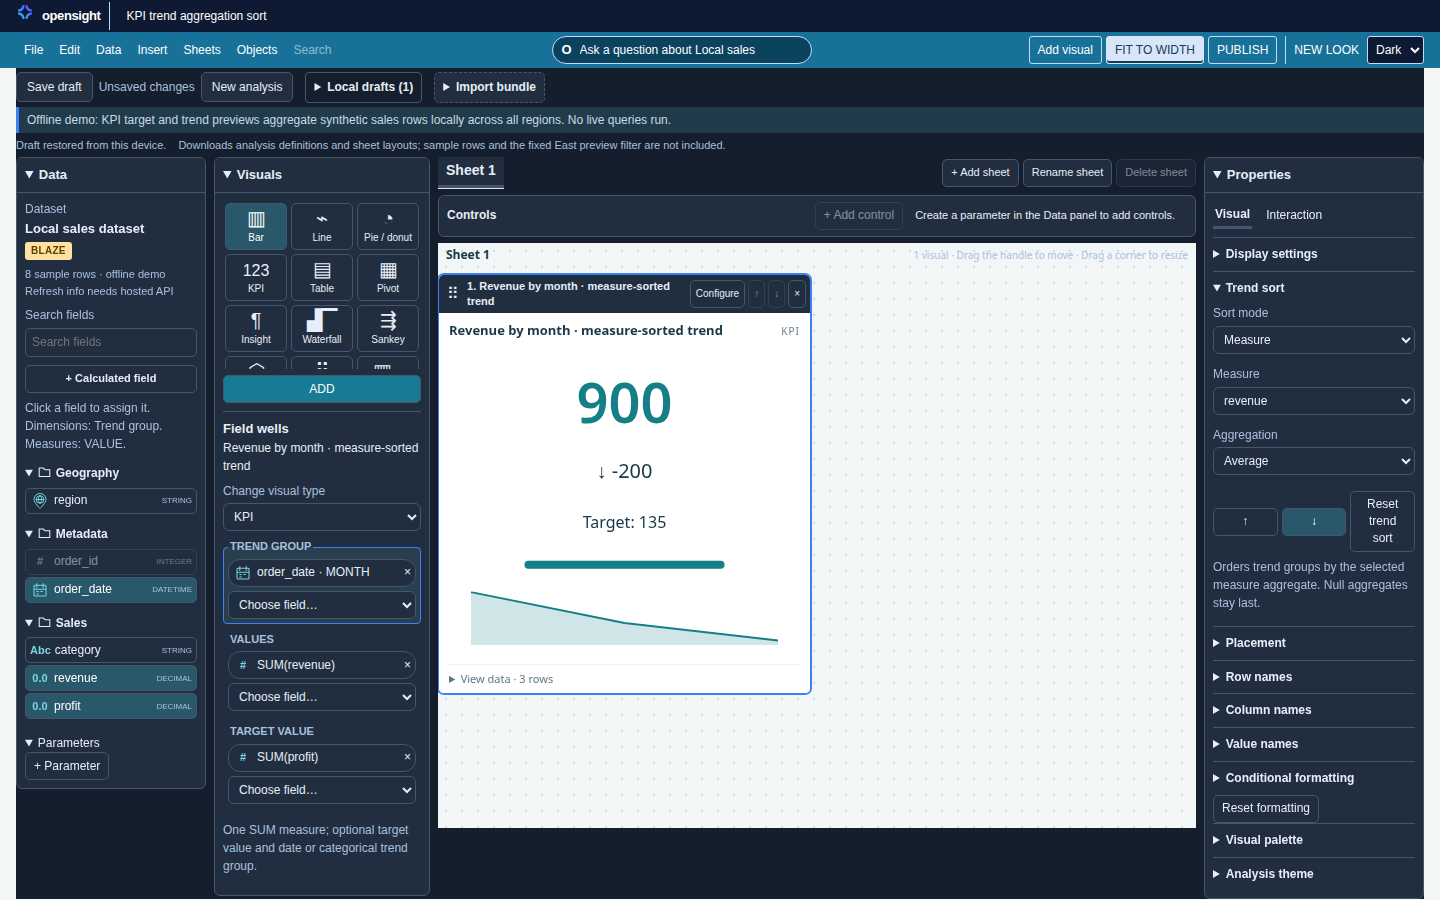 opensight
KPI trend aggregation sort
File Edit Data Insert Sheets Objects Search
Ask a question about Local sales
Add visual FIT TO WIDTH PUBLISH NEW LOOK Dark
Save draft Unsaved changes New analysis Local drafts (1) Import bundle
Offline demo: KPI target and trend previews aggregate synthetic sales rows locally across all regions. No live queries run.
Draft restored from this device. Downloads analysis definitions and sheet layouts; sample rows and the fixed East preview filter are not included.
Data
Dataset
Local sales dataset
BLAZE
8 sample rows · offline demo
Refresh info needs hosted API
Search fields
Search fields
+ Calculated field
Click a field to assign it.
Dimensions: Trend group.
Measures: VALUE.
Geography
region STRING
Metadata
# order_id INTEGER
order_date DATETIME
Sales
Abc category STRING
0.0 revenue DECIMAL
0.0 profit DECIMAL
Parameters
+ Parameter
Visuals
Bar Line Pie / donut
123
KPI Table Pivot
¶
Insight Waterfall Sankey
ADD
Field wells
Revenue by month · measure-sorted
trend
Change visual type
KPI
TREND GROUP
order_date · MONTH ×
Choose field…
VALUES
# SUM(revenue) ×
Choose field…
TARGET VALUE
# SUM(profit) ×
Choose field…
One SUM measure; optional target
value and date or categorical trend
group.
Sheet 1
+ Add sheet Rename sheet Delete sheet
Controls
+ Add control Create a parameter in the Data panel to add controls.
Sheet 1
1 visual · Drag the handle to move · Drag a corner to resize
1. Revenue by month · measure-sorted
trend
Configure ↑ ↓ ×
Revenue by month · measure-sorted trend KPI
900
↓ -200
Target: 135
View data · 3 rows
Properties
Visual Interaction
Display settings
Trend sort
Sort mode
Measure
Measure
revenue
Aggregation
Average
↑ ↓
Reset
trend
sort
Orders trend groups by the selected
measure aggregate. Null aggregates
stay last.
Placement
Row names
Column names
Value names
Conditional formatting
Reset formatting
Visual palette
Analysis theme